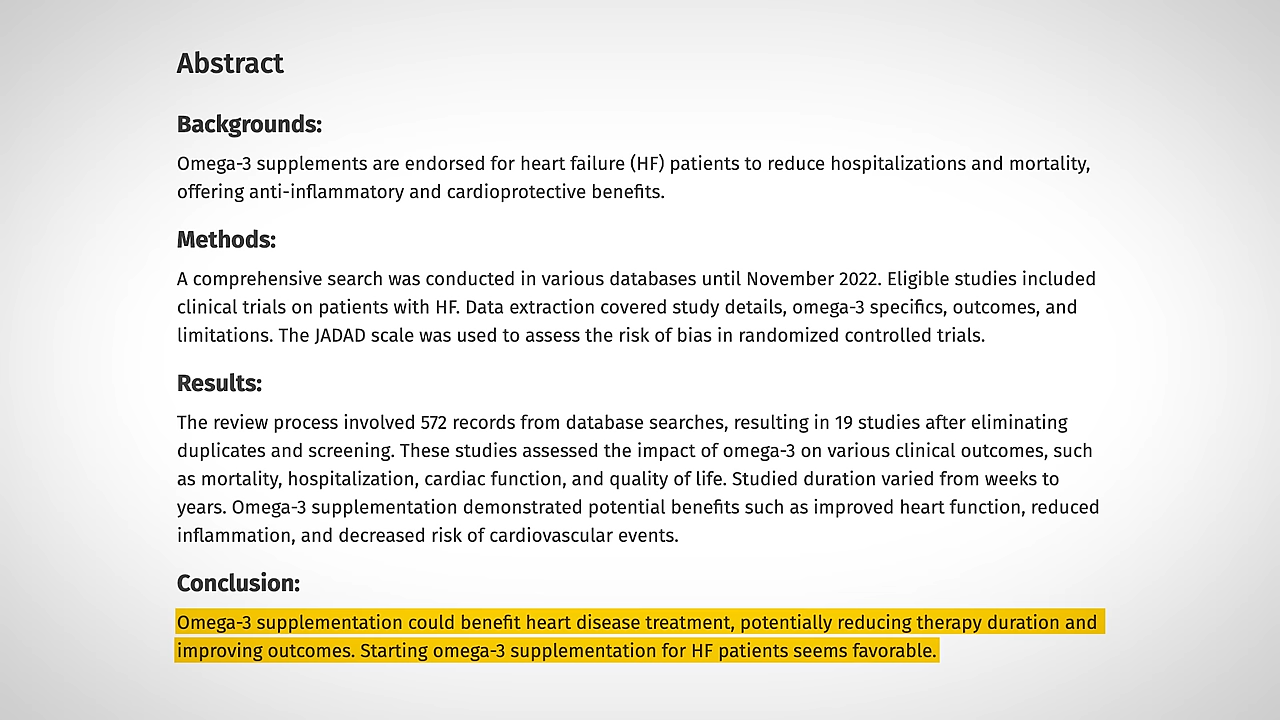 Abstract
Backgrounds:
Omega-3 supplements are endorsed for heart failure (HF) patients to reduce hospitalizations and mortality,
offering anti-inflammatory and cardioprotective benefits.
Methods:
A comprehensive search was conducted in various databases until November 2022. Eligible studies included
clinical trials on patients with HF. Data extraction covered study details, omega-3 specifics, outcomes, and
limitations. The JADAD scale was used to assess the risk of bias in randomized controlled trials.
Results:
The review process involved 572 records from database searches, resulting in 19 studies after eliminating
duplicates and screening. These studies assessed the impact of omega-3 on various clinical outcomes, such
as mortality, hospitalization, cardiac function, and quality of life. Studied duration varied from weeks to
years. Omega-3 supplementation demonstrated potential benefits such as improved heart function, reduced
inflammation, and decreased risk of cardiovascular events.
Conclusion:
Omega-3 supplementation could benefit heart disease treatment, potentially reducing therapy duration and
improving outcomes. Starting omega-3 supplementation for HF patients seems favorable.